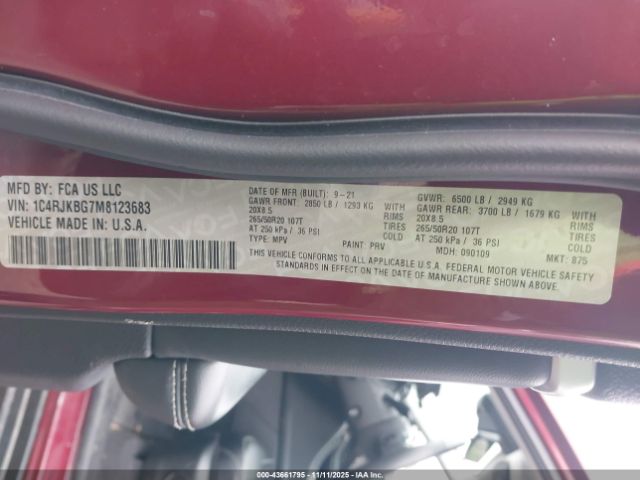 MFD BY: FCA US LLC
VIN: 1C4RJKBG7M8123683
VEHICLE MADE IN: U.S.A.
DATE OF MFR (BUILT): 9-21
GAWR FRONT: 2850 LB / 1293 KG WITH
20X8.5 RIMS
265/50R20 107T TIRES
AT 250 kPa / 36 PSI COLD
TYPE: MPV PAINT: PRV
GVWR: 6500 LB / 2949 KG
GAWR REAR: 3700 LB / 1679 KG WITH
20X8.5 RIMS
265/50R20 107T TIRES
AT 250 kPa / 36 PSI COLD
MDH: 090109 MKT: 875
THIS VEHICLE CONFORMS TO ALL APPLICABLE U.S.A. FEDERAL MOTOR VEHICLE SAFETY
STANDARDS IN EFFECT ON THE DATE OF MANUFACTURE SHOWN ABOVE.
000-43661795 - 11/11/2025 - IAAI.COM